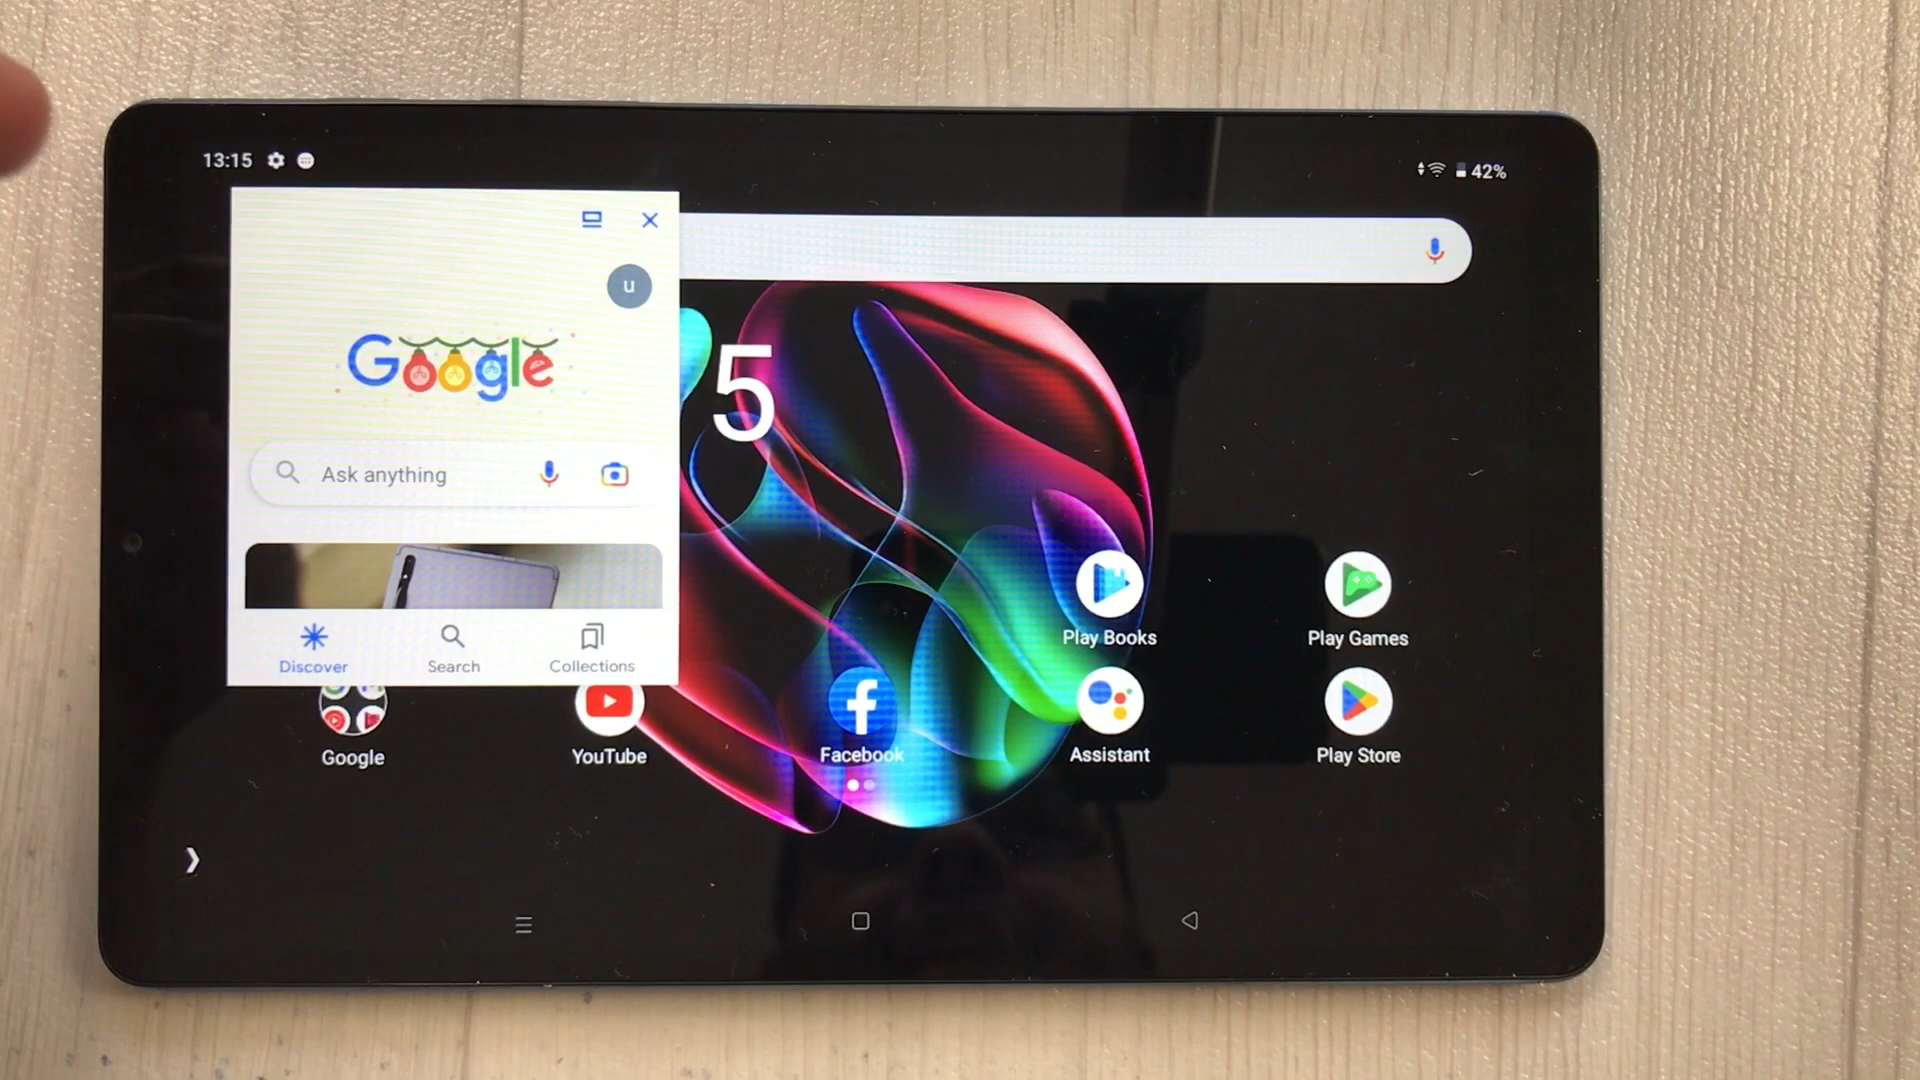 13:15
42%
u
Google
5
Ask anything
Discover
Search
Collections
Play Books
Play Games
Google
YouTube
Facebook
Assistant
Play Store